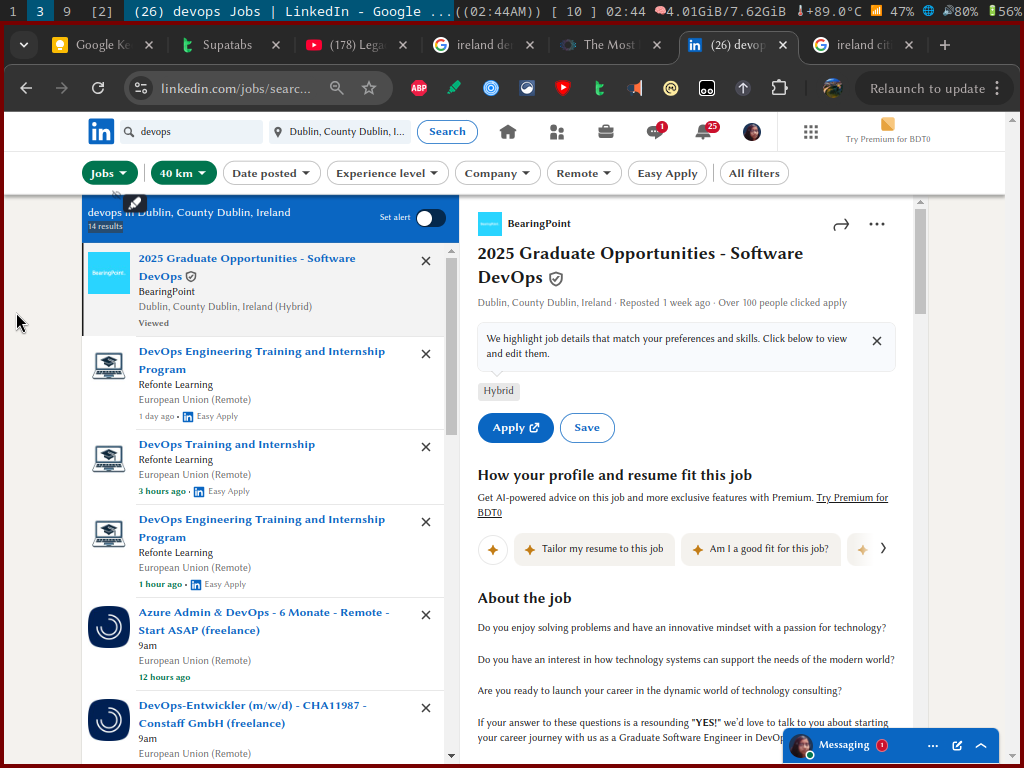 1 3 9 [2] (26) devops Jobs | LinkedIn - Google ...((02:44AM)) [ 10 ] 02:44 4.01GiB/7.62GiB +89.0°C 47% 80% 56%
Google Ke Supatabs (178) Lega ireland de The Most (26) devop ireland cit
linkedin.com/jobs/searc... ABP Relaunch to update
in devops Dublin, County Dublin, I... Search 1 25 Try Premium for BDT0
Jobs 40 km Date posted Experience level Company Remote Easy Apply All filters
devops in Dublin, County Dublin, Ireland
14 results
Set alert
2025 Graduate Opportunities - Software
DevOps
BearingPoint
Dublin, County Dublin, Ireland (Hybrid)
Viewed
DevOps Engineering Training and Internship
Program
Refonte Learning
European Union (Remote)
1 day ago • Easy Apply
DevOps Training and Internship
Refonte Learning
European Union (Remote)
3 hours ago • Easy Apply
DevOps Engineering Training and Internship
Program
Refonte Learning
European Union (Remote)
1 hour ago • Easy Apply
Azure Admin & DevOps - 6 Monate - Remote -
Start ASAP (freelance)
9am
European Union (Remote)
12 hours ago
DevOps-Entwickler (m/w/d) - CHA11987 -
Constaff GmbH (freelance)
9am
European Union (Remote)
BearingPoint
2025 Graduate Opportunities - Software
DevOps
Dublin, County Dublin, Ireland · Reposted 1 week ago · Over 100 people clicked apply
We highlight job details that match your preferences and skills. Click below to view
and edit them.
Hybrid
Apply Save
How your profile and resume fit this job
Get AI-powered advice on this job and more exclusive features with Premium. Try Premium for
BDT0
Tailor my resume to this job Am I a good fit for this job?
About the job
Do you enjoy solving problems and have an innovative mindset with a passion for technology?
Do you have an interest in how technology systems can support the needs of the modern world?
Are you ready to launch your career in the dynamic world of technology consulting?
If your answer to these questions is a resounding "YES!" we'd love to talk to you about starting
your career journey with us as a Graduate Software Engineer in DevOp
Messaging 1